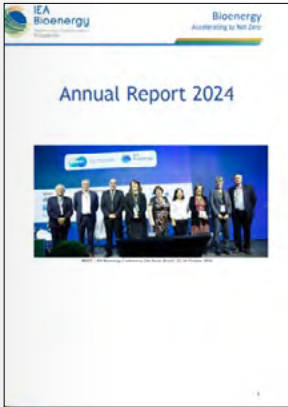 IEA
Bioenergy
Bioenergy
Accelerating to Net Zero
Annual Report 2024
1